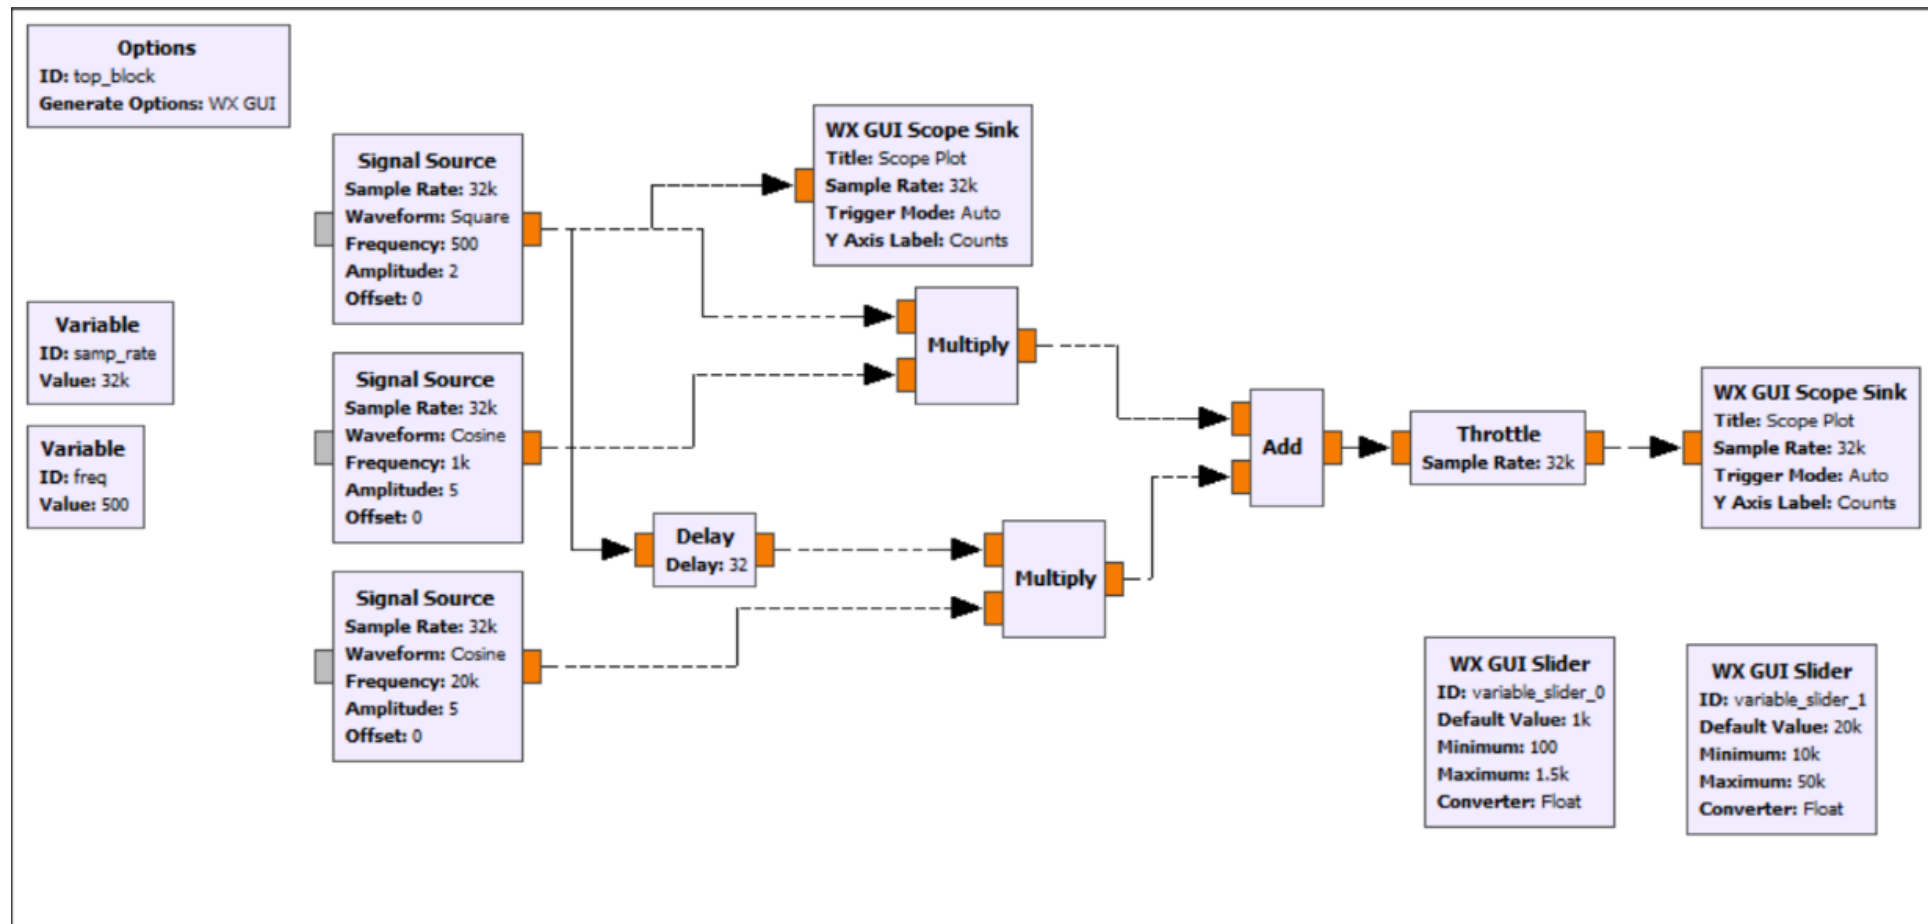 Options
ID: top_block
Generate Options: WX GUI
Signal Source
Sample Rate: 32k
Waveform: Square
Frequency: 500
Amplitude: 2
Offset: 0
WX GUI Scope Sink
Title: Scope Plot
Sample Rate: 32k
Trigger Mode: Auto
Y Axis Label: Counts
Variable
ID: samp_rate
Value: 32k
Multiply
Signal Source
Sample Rate: 32k
Waveform: Cosine
Frequency: 1k
Amplitude: 5
Offset: 0
Variable
ID: freq
Value: 500
Add
Throttle
Sample Rate: 32k
WX GUI Scope Sink
Title: Scope Plot
Sample Rate: 32k
Trigger Mode: Auto
Y Axis Label: Counts
Delay
Delay: 32
Multiply
Signal Source
Sample Rate: 32k
Waveform: Cosine
Frequency: 20k
Amplitude: 5
Offset: 0
WX GUI Slider
ID: variable_slider_0
Default Value: 1k
Minimum: 100
Maximum: 1.5k
Converter: Float
WX GUI Slider
ID: variable_slider_1
Default Value: 20k
Minimum: 10k
Maximum: 50k
Converter: Float